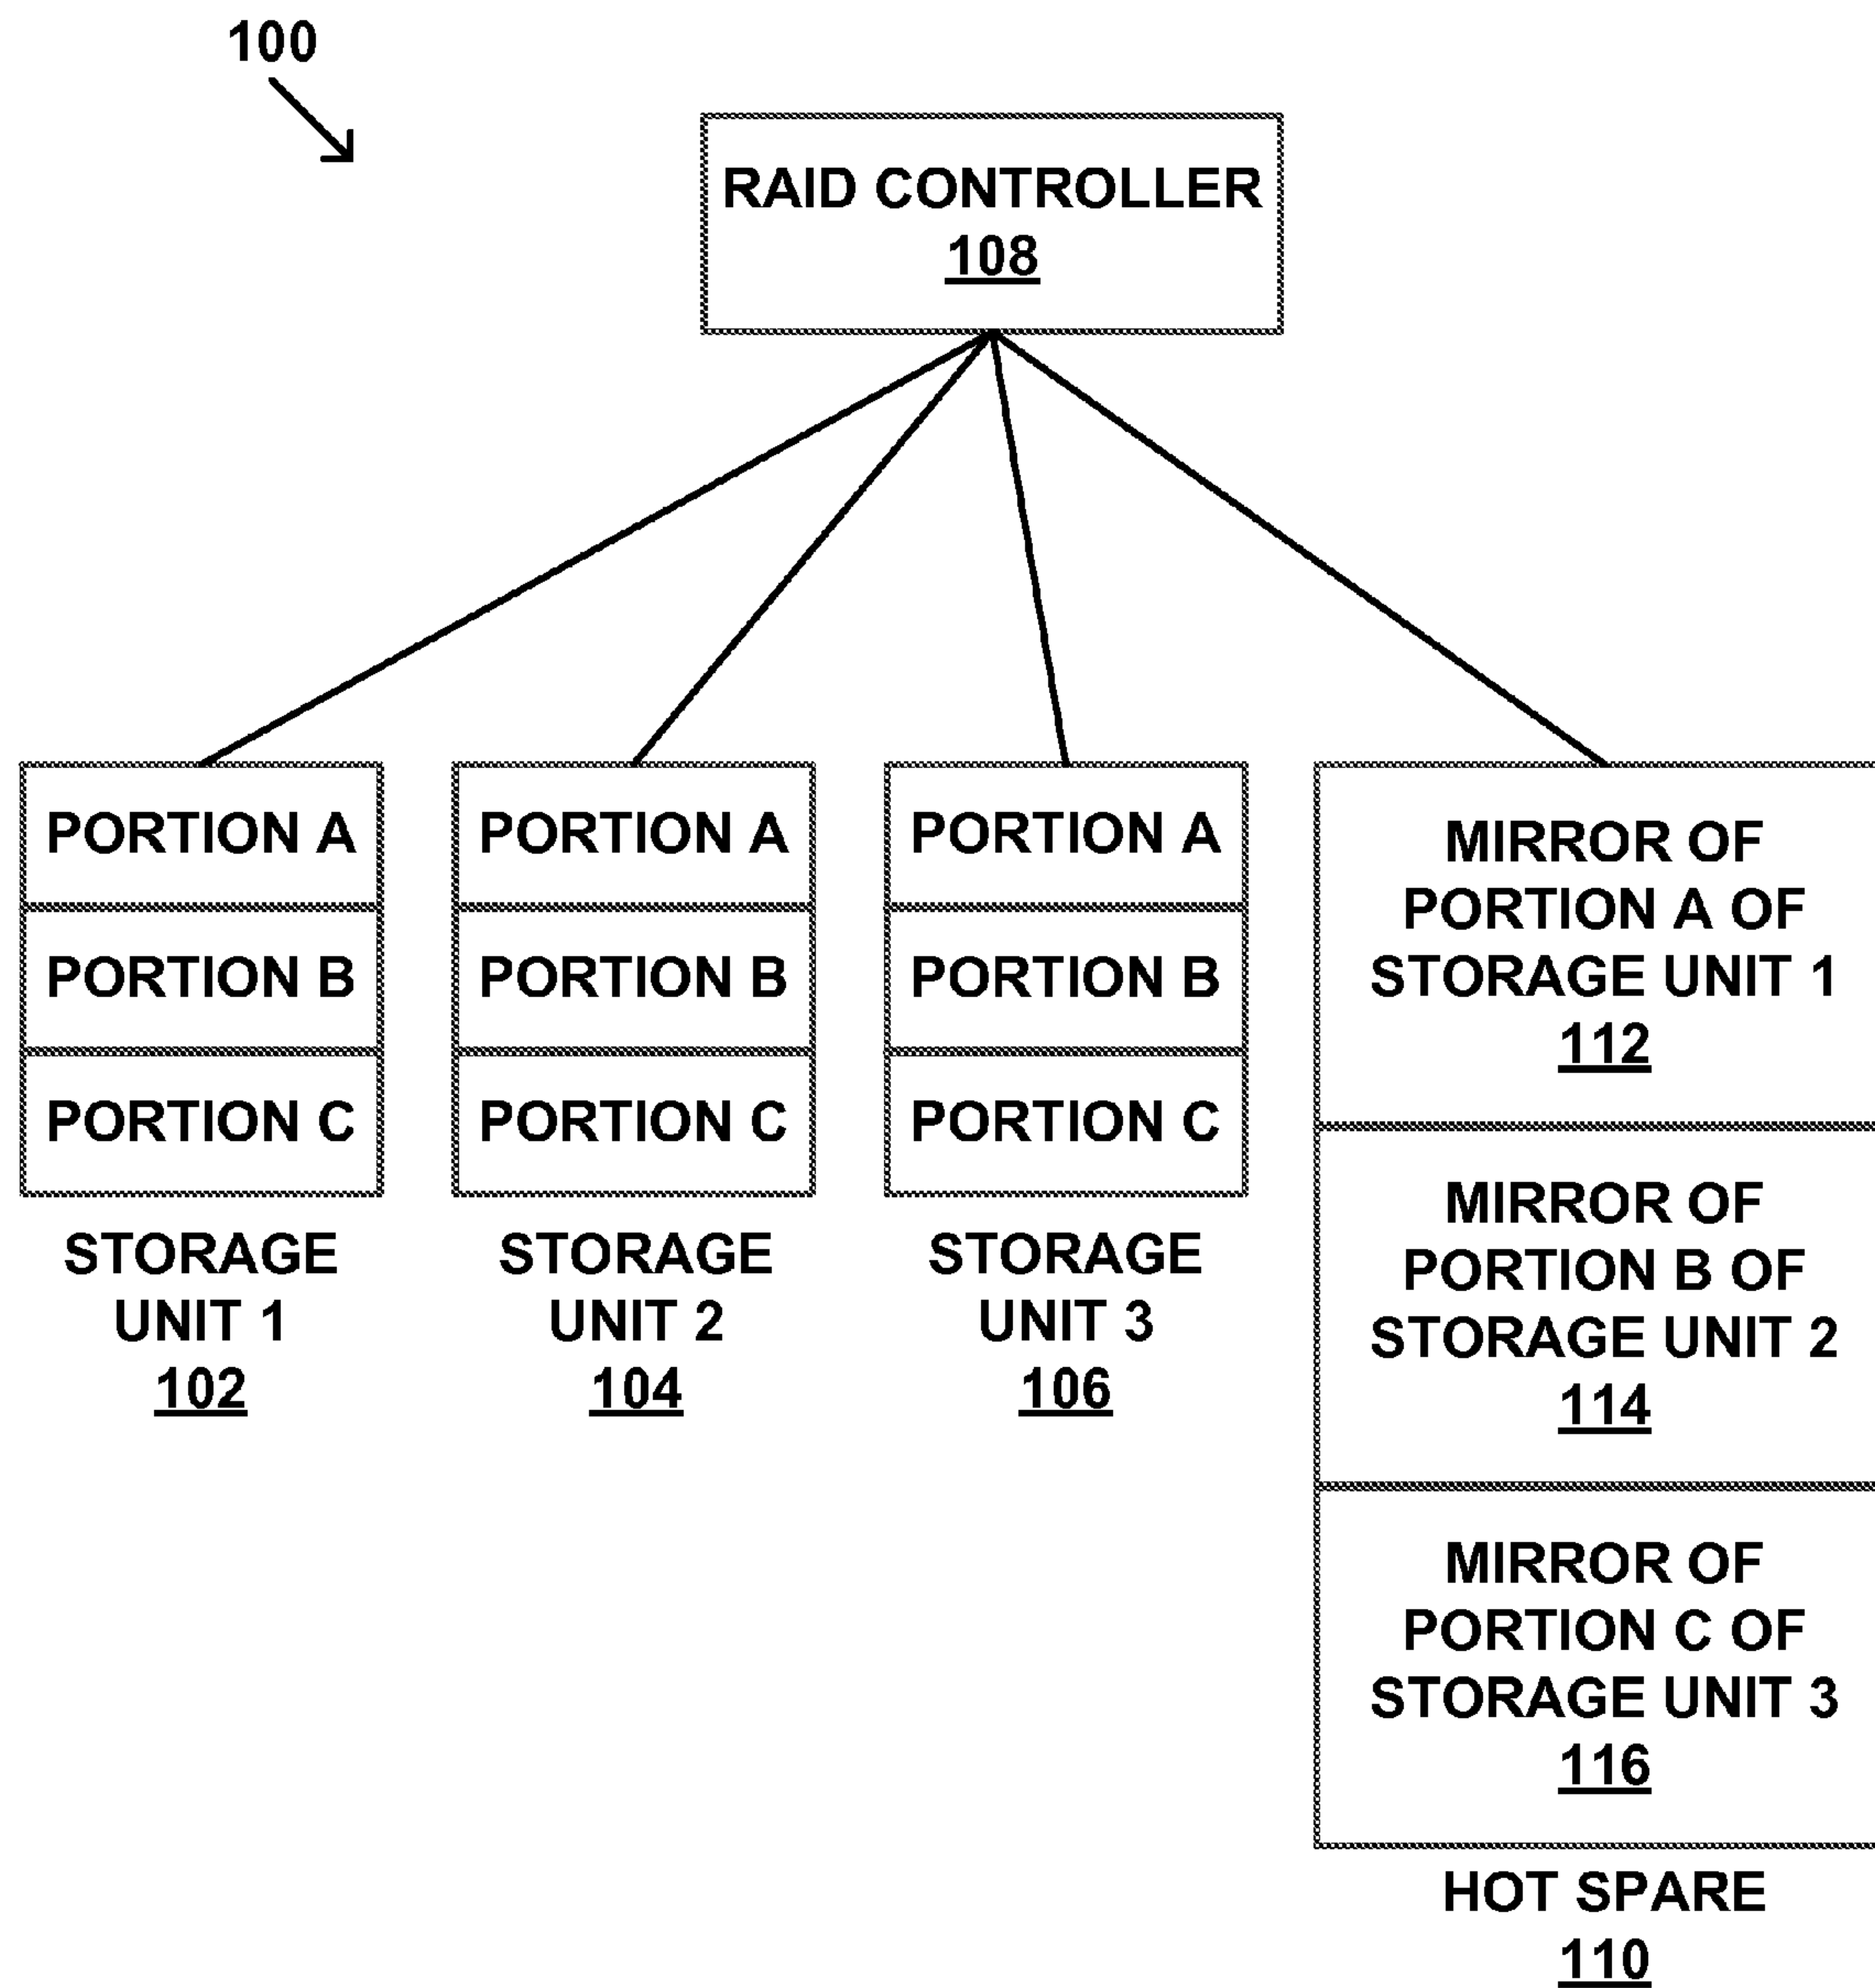 100
RAID CONTROLLER
108
PORTION A
PORTION B
PORTION C
STORAGE
UNIT 1
102
PORTION A
PORTION B
PORTION C
STORAGE
UNIT 2
104
PORTION A
PORTION B
PORTION C
STORAGE
UNIT 3
106
MIRROR OF
PORTION A OF
STORAGE UNIT 1
112
MIRROR OF
PORTION B OF
STORAGE UNIT 2
114
MIRROR OF
PORTION C OF
STORAGE UNIT 3
116
HOT SPARE
110